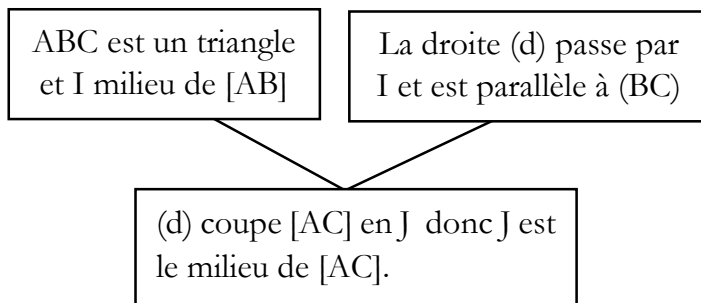 ABC est un triangle
et I milieu de [AB]
La droite (d) passe par
I et est parallèle à (BC)
(d) coupe [AC] en J donc J est
le milieu de [AC].